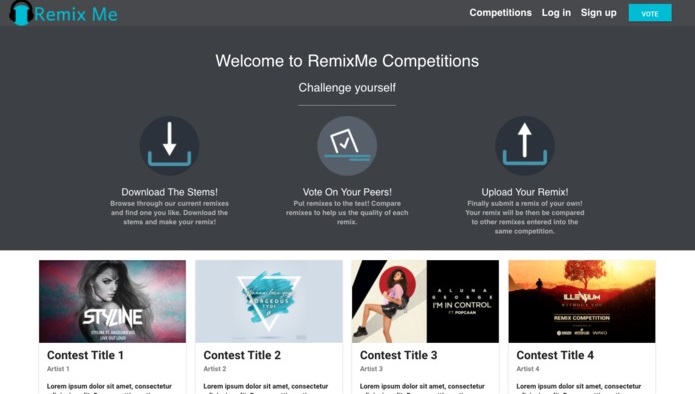 Remix Me
Competitions Log in Sign up VOTE
Welcome to RemixMe Competitions
Challenge yourself
Download The Stems!
Browse through our current remixes
and find one you like. Download the
stems and make your remix!
Vote On Your Peers!
Put remixes to the test! Compare
remixes to help us the quality of each
remix.
Upload Your Remix!
Finally submit a remix of your own!
Your remix will be then be compared
to other remixes entered into the
same competition.
STYLINE
LIVE OUT LOUD
GORGEOUS
ALUNA
GEORGE
I'M IN CONTROL
FT POPCAAN
ILLENIUM
WITHOUT YOU
REMIX COMPETITION
Contest Title 1
Artist 1
Lorem ipsum dolor sit amet, consectetur
Contest Title 2
Artist 2
Lorem ipsum dolor sit amet, consectetur
Contest Title 3
Artist 3
Lorem ipsum dolor sit amet, consectetur
Contest Title 4
Artist 4
Lorem ipsum dolor sit amet, consectetur